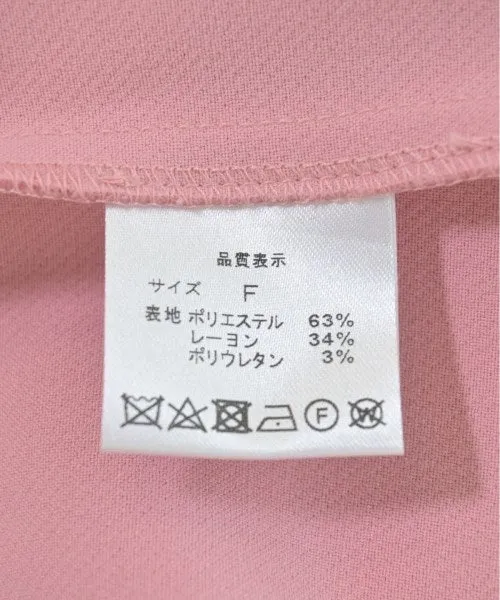 品質表示
サイズ F
表地 ポリエステル 63%
レーヨン 34%
ポリウレタン 3%
F W